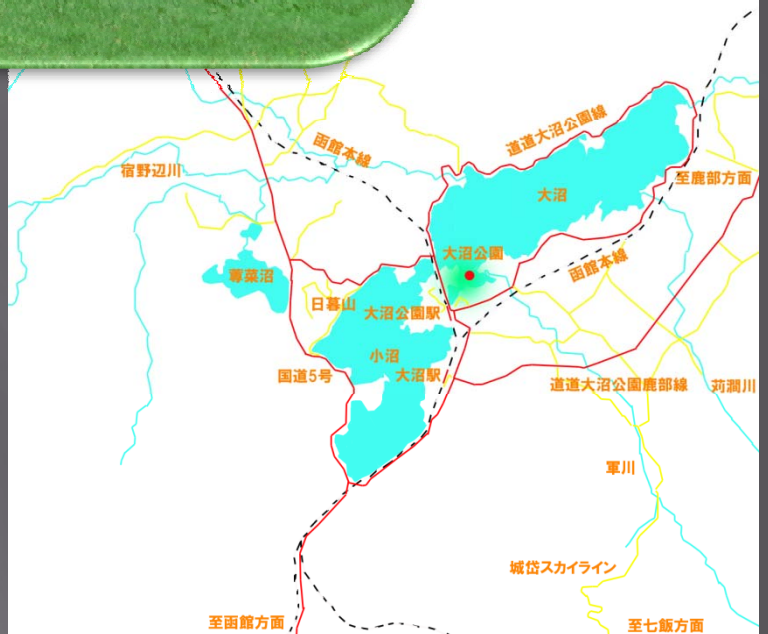 道道大沼公園線
函館本線
宿野辺川
至鹿部方面
大沼
大沼公園
函館本線
蓴菜沼
日暮山
大沼公園駅
小沼
国道5号
大沼駅
道道大沼公園鹿部線
苅澗川
軍川
城岱スカイライン
至函館方面
至七飯方面